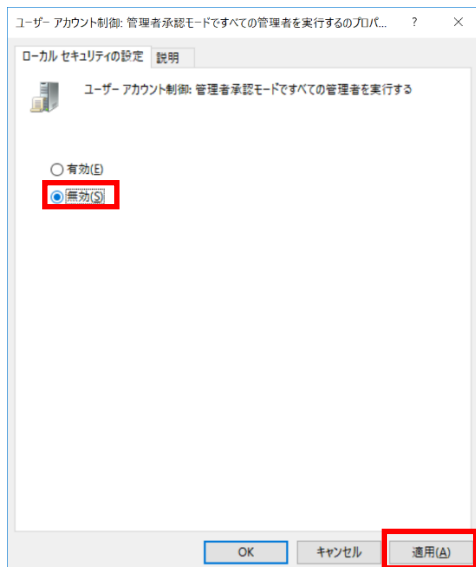 ユーザー アカウント制御: 管理者承認モードですべての管理者を実行するのプロパ... ? ×
ローカル セキュリティの設定 説明
ユーザー アカウント制御: 管理者承認モードですべての管理者を実行する
有効(E)
無効(S)
OK キャンセル 適用(A)